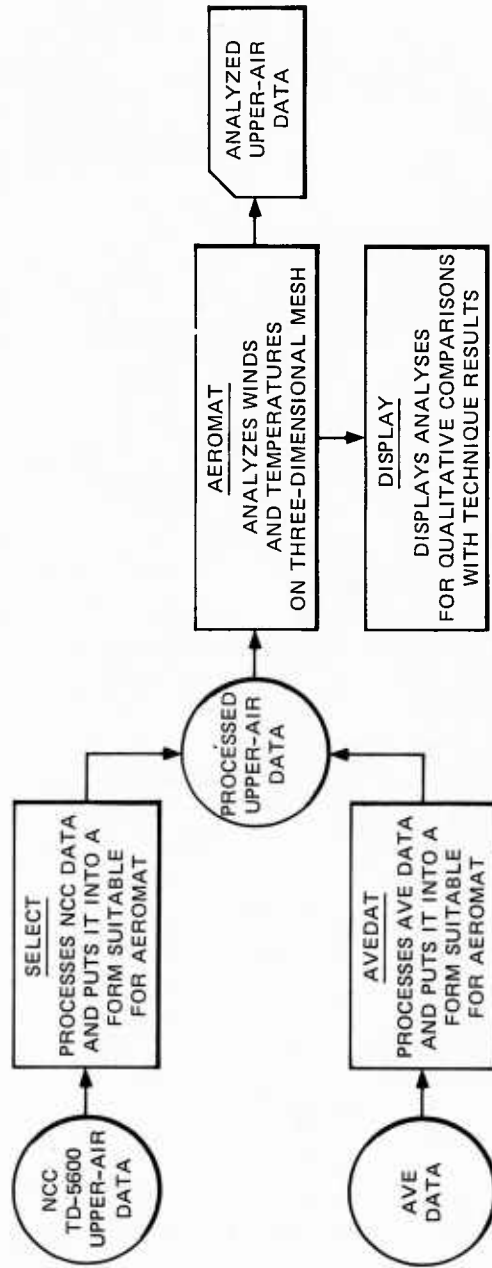 NCC
TD-5600
UPPER-AIR
DATA
SELECT
PROCESSES NCC DATA
AND PUTS IT INTO A
FORM SUITABLE
FOR AEROMAT
AVE
DATA
AVEDAT
PROCESSES AVE DATA
AND PUTS IT INTO A
FORM SUITABLE
FOR AEROMAT
PROCESSED
UPPER-AIR
DATA
AEROMAT
ANALYZES WINDS
AND TEMPERATURES
ON THREE-DIMENSIONAL MESH
ANALYZED
UPPER-AIR
DATA
DISPLAY
DISPLAYS ANALYSES
FOR QUALITATIVE COMPARISONS
WITH TECHNIQUE RESULTS